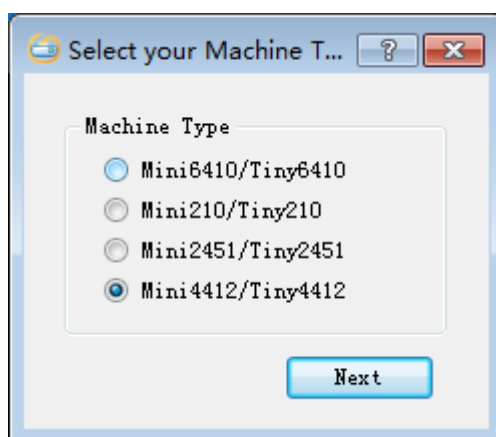 Select your Machine T...
Machine Type
Mini6410/Tiny6410
Mini210/Tiny210
Mini2451/Tiny2451
Mini4412/Tiny4412
Next